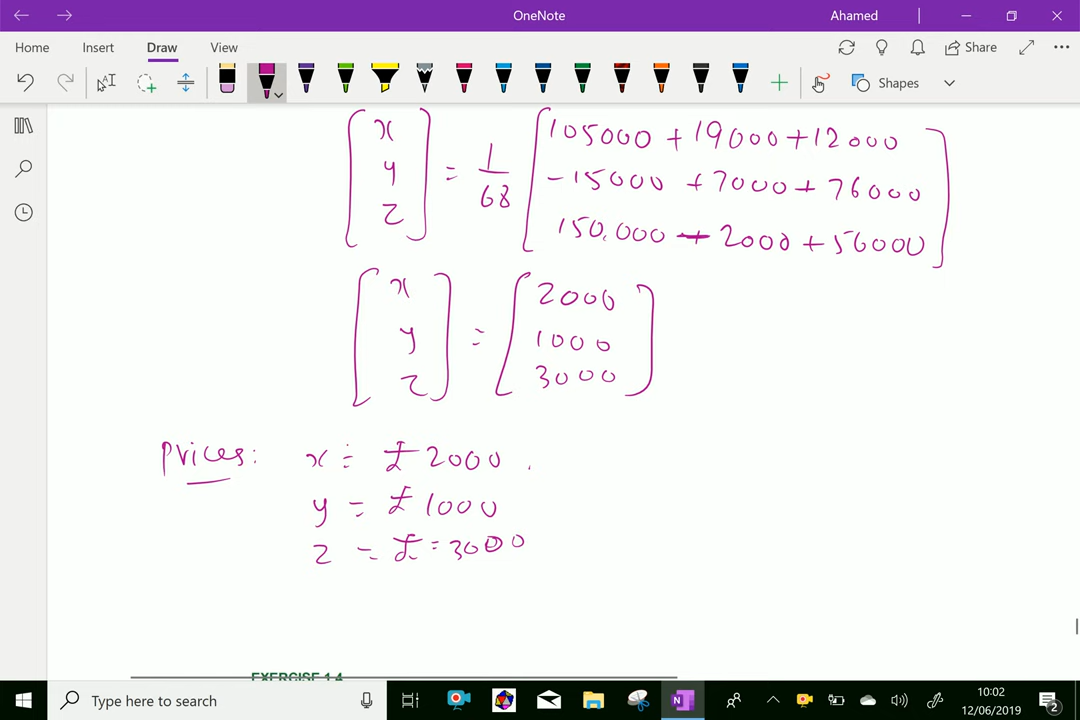 OneNote
Ahamed
Home Insert Draw View
Share
Shapes
[x y z] = 1/68 [105000 + 19000 + 12000
-15000 + 7000 + 76000
150,000 - 2000 + 56000]
[x y z] = [2000
1000
3000]
Prices: x = £ 2000 .
y = £ 1000
z = £ = 3000
EXERCISE 1.4
Type here to search
10:02
12/06/2019
2